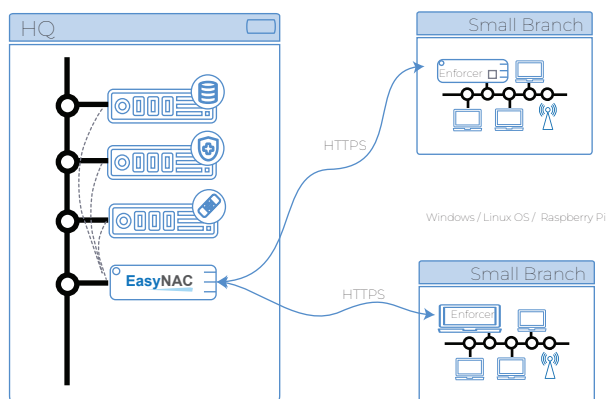 HQ
Small Branch
Enforcer
HTTPS
Windows / Linux OS / Raspberry Pi
EasyNAC
Small Branch
HTTPS
Enforcer